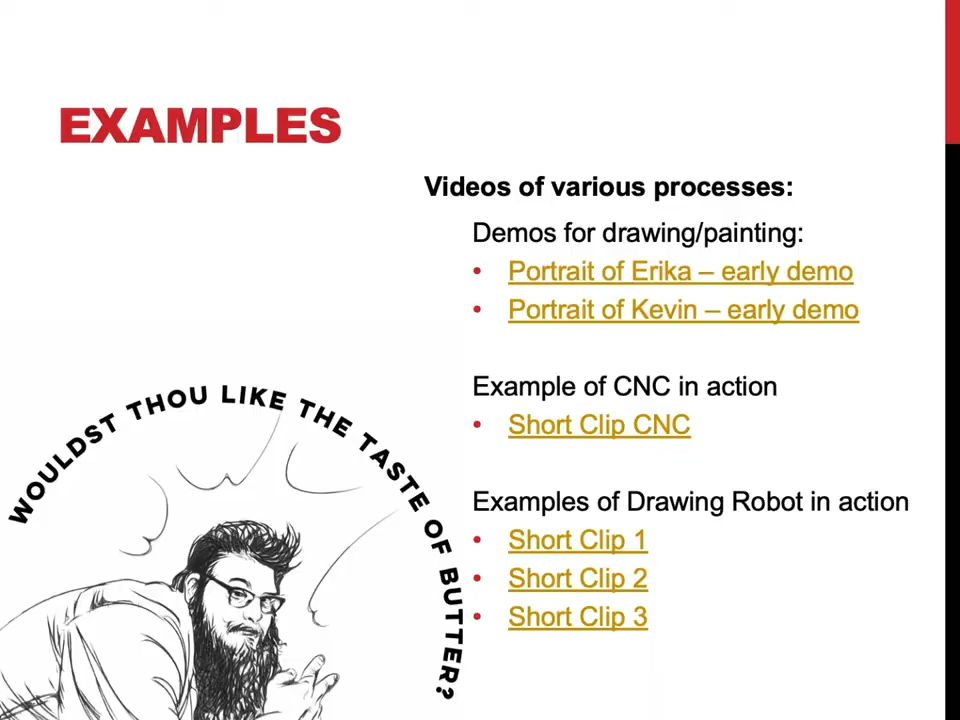 EXAMPLES
Videos of various processes:
Demos for drawing/painting:
• Portrait of Erika – early demo
• Portrait of Kevin – early demo
Example of CNC in action
• Short Clip CNC
Examples of Drawing Robot in action
• Short Clip 1
• Short Clip 2
• Short Clip 3
WOULDST THOU LIKE THE TASTE OF BUTTER?